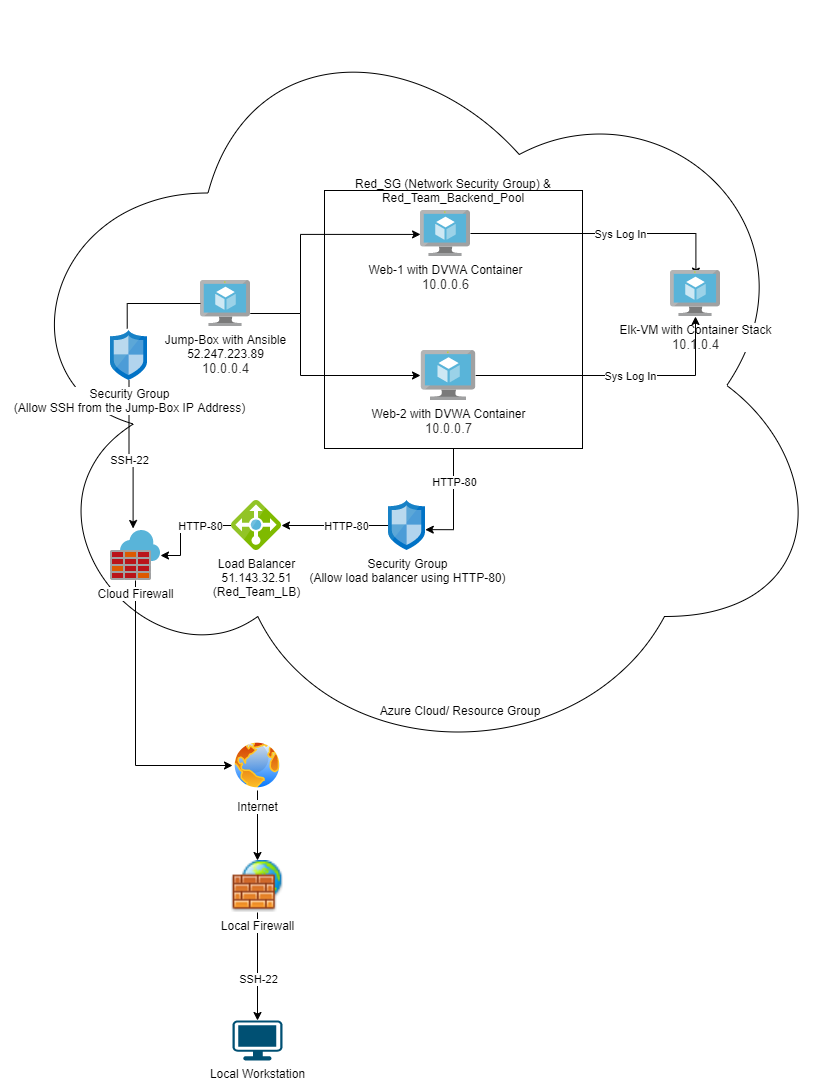 Red_SG (Network Security Group) &
Red_Team_Backend_Pool
Sys Log In
Web-1 with DVWA Container
10.0.0.6
Elk-VM with Container Stack
10.1.0.4
Jump-Box with Ansible
52.247.223.89
10.0.0.4
Sys Log In
Security Group
(Allow SSH from the Jump-Box IP Address)
Web-2 with DVWA Container
10.0.0.7
SSH-22
HTTP-80
HTTP-80
HTTP-80
Cloud Firewall
Load Balancer
51.143.32.51
(Red_Team_LB)
Security Group
(Allow load balancer using HTTP-80)
Azure Cloud/ Resource Group
Internet
Local Firewall
SSH-22
Local Workstation